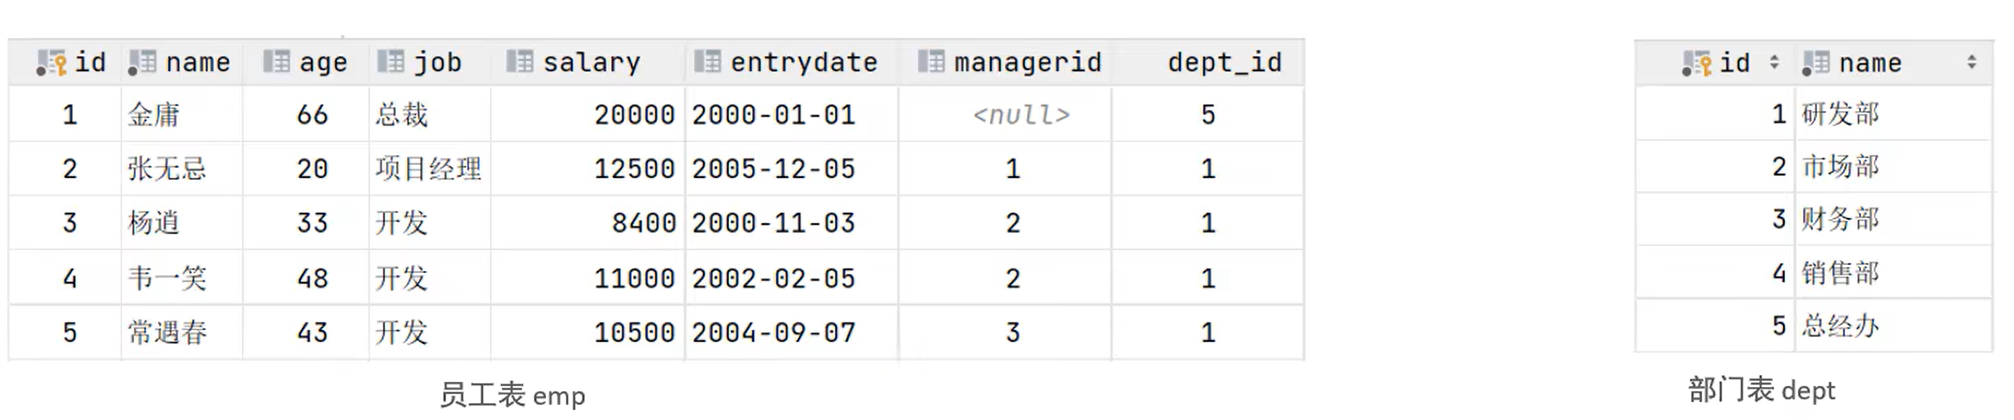 id name age job salary entrydate managerid dept_id
1 金庸 66 总裁 20000 2000-01-01 <null> 5
2 张无忌 20 项目经理 12500 2005-12-05 1 1
3 杨逍 33 开发 8400 2000-11-03 2 1
4 韦一笑 48 开发 11000 2002-02-05 2 1
5 常遇春 43 开发 10500 2004-09-07 3 1
员工表 emp
id name
1 研发部
2 市场部
3 财务部
4 销售部
5 总经办
部门表 dept